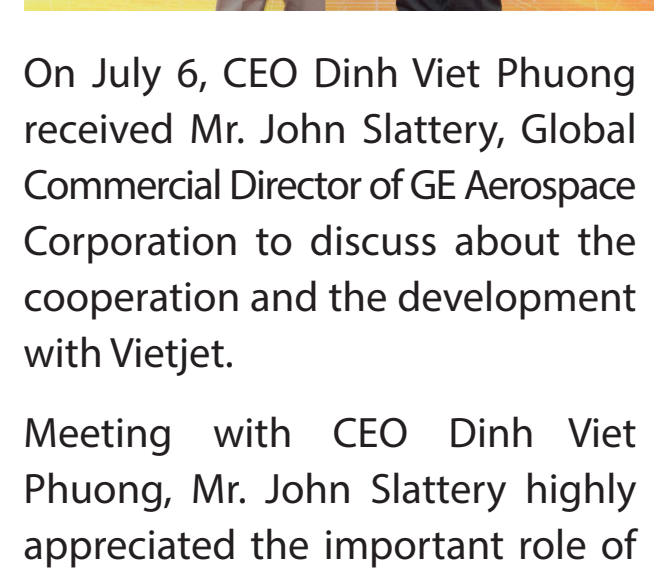 On July 6, CEO Dinh Viet Phuong
received Mr. John Slattery, Global
Commercial Director of GE Aerospace
Corporation to discuss about the
cooperation and the development
with Vietjet.
Meeting with CEO Dinh Viet
Phuong, Mr. John Slattery highly
appreciated the important role of